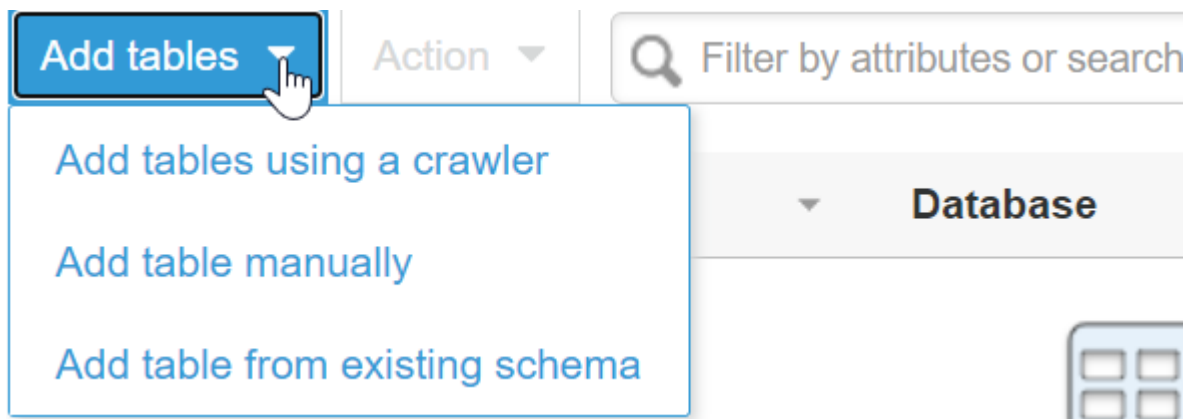 Add tables
Action
Filter by attributes or search
Add tables using a crawler
Database
Add table manually
Add table from existing schema